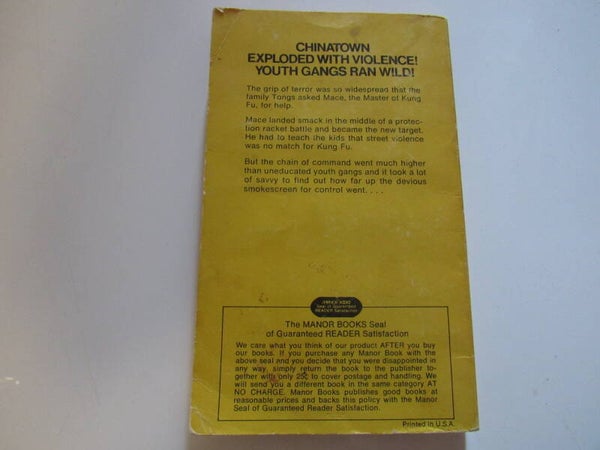 CHINATOWN
EXPLODED WITH VIOLENCE!
YOUTH GANGS RAN WILD!
The grip of terror was so widespread that the
family Tongs asked Mace, the Master of Kung
Fu, for help.
Mace landed smack in the middle of a protec-
tion racket battle and became the new target.
He had to teach the kids that street violence
was no match for Kung Fu.
But the chain of command went much higher
than uneducated youth gangs and it took a lot
of savvy to find out how far up the devious
smokescreen for control went. . . .
MANOR BOOKS
Seal of Guaranteed
READER Satisfaction
The MANOR BOOKS Seal
of Guaranteed READER Satisfaction
We care what you think of our product AFTER you buy
our books. If you purchase any Manor Book with the
above seal and you decide that you were disappointed in
any way, simply return the book to the publisher to-
gether with only 25¢ to cover postage and handling. We
will send you a different book in the same category AT
NO CHARGE. Manor Books publishes good books at
reasonable prices and backs this policy with the Manor
Seal of Guaranteed Reader Satisfaction.
Printed in U.S.A.